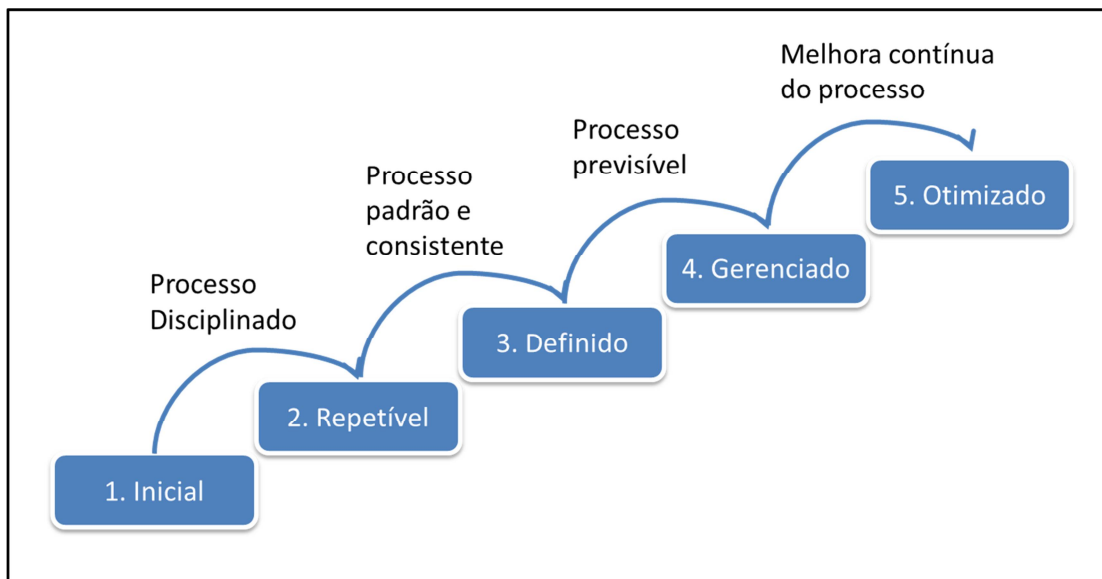 Melhora contínua
do processo
Processo
previsível
5. Otimizado
Processo
padrão e
consistente
4. Gerenciado
Processo
Disciplinado
3. Definido
2. Repetível
1. Inicial